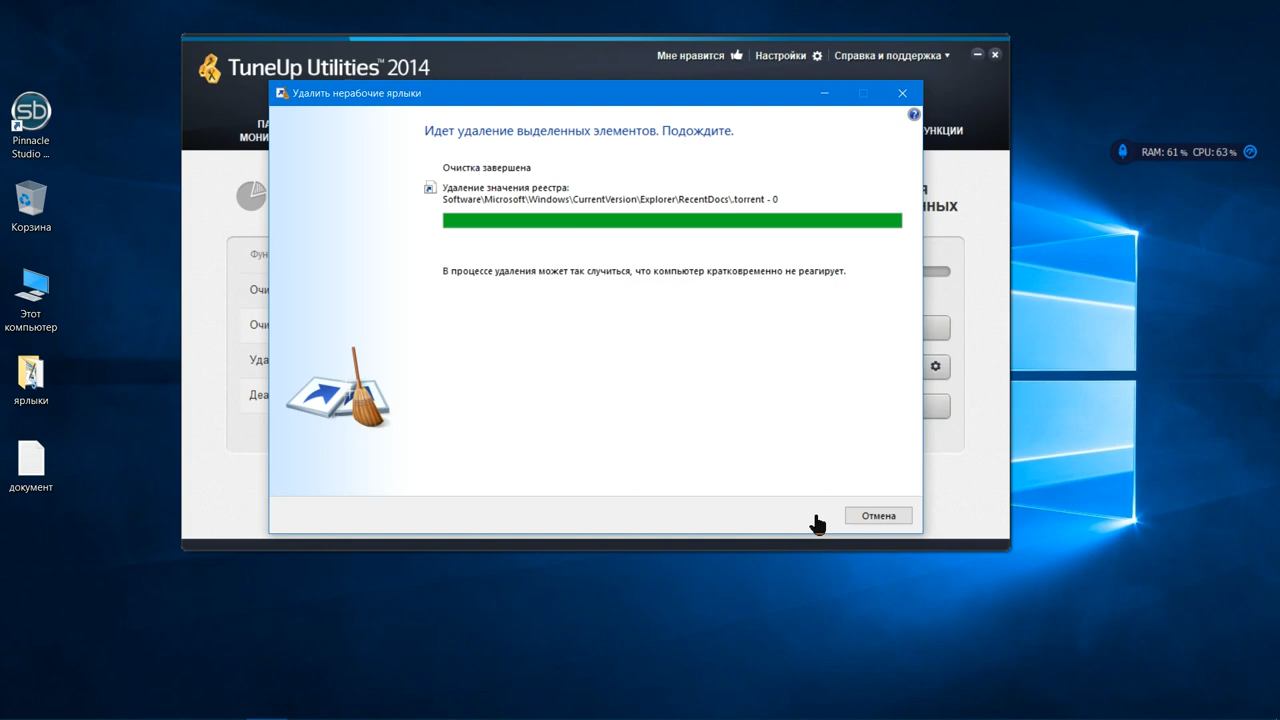 Мне нравится
Настройки
Справка и поддержка
TuneUp Utilities™ 2014
Удалить нерабочие ярлыки
Идет удаление выделенных элементов. Подождите.
Очистка завершена
Удаление значения реестра:
Software\Microsoft\Windows\CurrentVersion\Explorer\RecentDocs\.torrent - 0
В процессе удаления может так случиться, что компьютер кратковременно не реагирует.
Отмена
Pinnacle
Studio ...
Корзина
Этот
компьютер
ярлыки
документ
RAM: 61% CPU: 63%